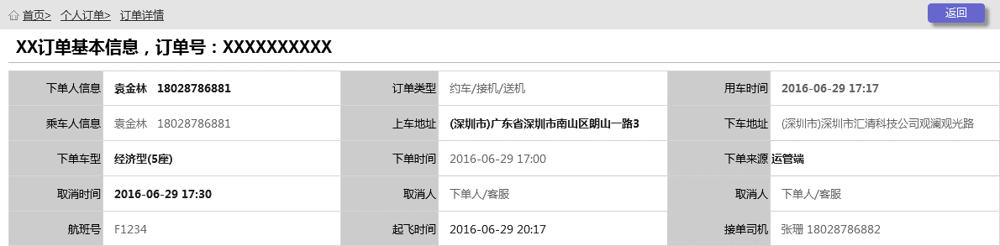 首页> 个人订单> 订单详情 返回
XX订单基本信息，订单号：XXXXXXXXXX
下单人信息 袁金林 18028786881 订单类型 约车/接机/送机 用车时间 2016-06-29 17:17
乘车人信息 袁金林 18028786881 上车地址 (深圳市)广东省深圳市南山区朗山一路3 下车地址 (深圳市)深圳市汇清科技公司观澜观光路
下单车型 经济型(5座) 下单时间 2016-06-29 17:00 下单来源 运管端
取消时间 2016-06-29 17:30 取消人 下单人/客服 取消人 下单人/客服
航班号 F1234 起飞时间 2016-06-29 20:17 接单司机 张珊 18028786882